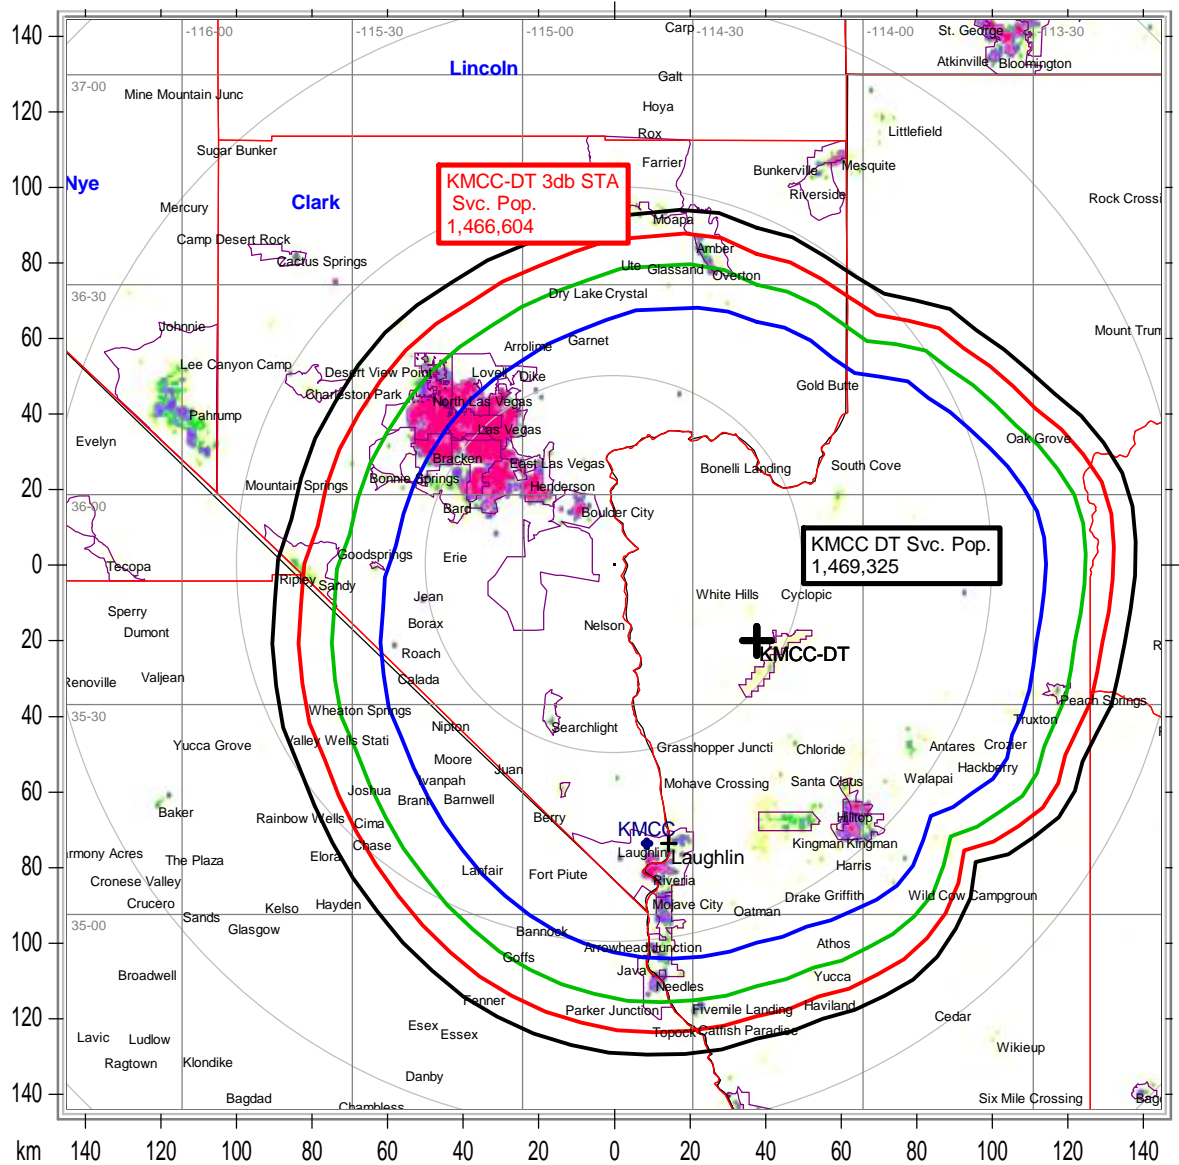 140
120
100
80
60
40
20
0
20
40
60
80
100
120
140
km
140
120
100
80
60
40
20
0
20
40
60
80
100
120
140
-116-00
-115-30
-115-00
-114-30
-114-00
-113-30
37-00
36-30
36-00
35-30
35-00
Carp
St. George
Lincoln
Atkinville
Bloomington
Galt
Mine Mountain Junc
Hoya
Rox
Littlefield
Sugar Bunker
Farrier
Bunkerville
Mesquite
Nye
KMCC-DT 3db STA
Svc. Pop.
1,466,604
Riverside
Rock Crossi
Clark
Mercury
Moapa
Camp Desert Rock
Cactus Springs
Amber
Ute
Glassand
Overton
Dry Lake
Crystal
Johnnie
Mount Trum
Garnet
Arrolime
Lee Canyon Camp
Desert View Point
Lovell
Dike
Gold Butte
Charleston Park
North Las Vegas
Pahrump
Las Vegas
Evelyn
Oak Grove
Bracken
East Las Vegas
Bonelli Landing
South Cove
Mountain Springs
Bonnie Springs
Henderson
Bard
Boulder City
KMCC DT Svc. Pop.
1,469,325
Goodsprings
Erie
Tecopa
Ripley
Sandy
Jean
White Hills
Cyclopic
Sperry
Borax
Nelson
Dumont
Roach
KMCC-DT
Renoville
Valjean
Calada
Peach Springs
Wheaton Springs
Searchlight
Truxton
Nipton
Yucca Grove
Valley Wells Stati
Grasshopper Juncti
Chloride
Antares
Crozier
Moore
Juan
Hackberry
Ivanpah
Mohave Crossing
Santa Claus
Walapai
Joshua
Brant
Barnwell
Baker
Rainbow Wells
Cima
Berry
Hilltop
KMCC
Chase
Kingman
Kingman
Laughlin
Laughlin
armony Acres
The Plaza
Elora
Harris
Lanfair
Fort Piute
Riveria
Cronese Valley
Drake
Griffith
Wild Cow Campgroun
Crucero
Kelso
Hayden
Mojave City
Oatman
Sands
Glasgow
Bannock
Athos
Arrowhead Junction
Goffs
Java
Broadwell
Yucca
Needles
Fenner
Parker Junction
Fivemile Landing
Haviland
Cedar
Esex
Essex
Topock
Catfish Paradise
Lavic
Ludlow
Wikieup
Ragtown
Klondike
Danby
Bagdad
Chambless
Six Mile Crossing
Bag